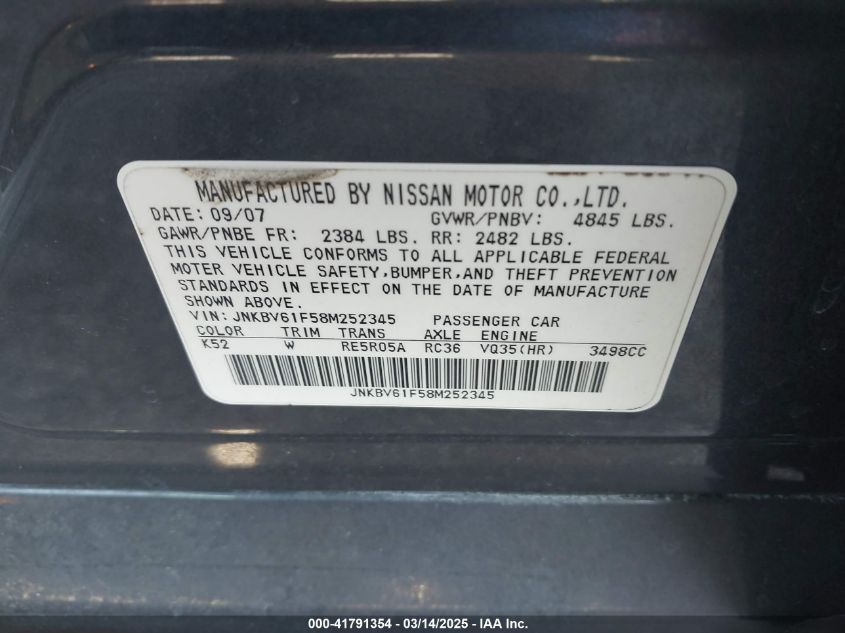 MANUFACTURED BY NISSAN MOTOR CO.,LTD.
DATE: 09/07 GVWR/PNBV: 4845 LBS.
GAWR/PNBE FR: 2384 LBS. RR: 2482 LBS.
THIS VEHICLE CONFORMS TO ALL APPLICABLE FEDERAL
MOTER VEHICLE SAFETY,BUMPER,AND THEFT PREVENTION
STANDARDS IN EFFECT ON THE DATE OF MANUFACTURE
SHOWN ABOVE.
VIN: JNKBV61F58M252345 PASSENGER CAR
COLOR TRIM TRANS AXLE ENGINE
K52 W RE5R05A RC36 VQ35(HR) 3498CC
JNKBV61F58M252345
000-41791354 - 03/14/2025 - IAA Inc.